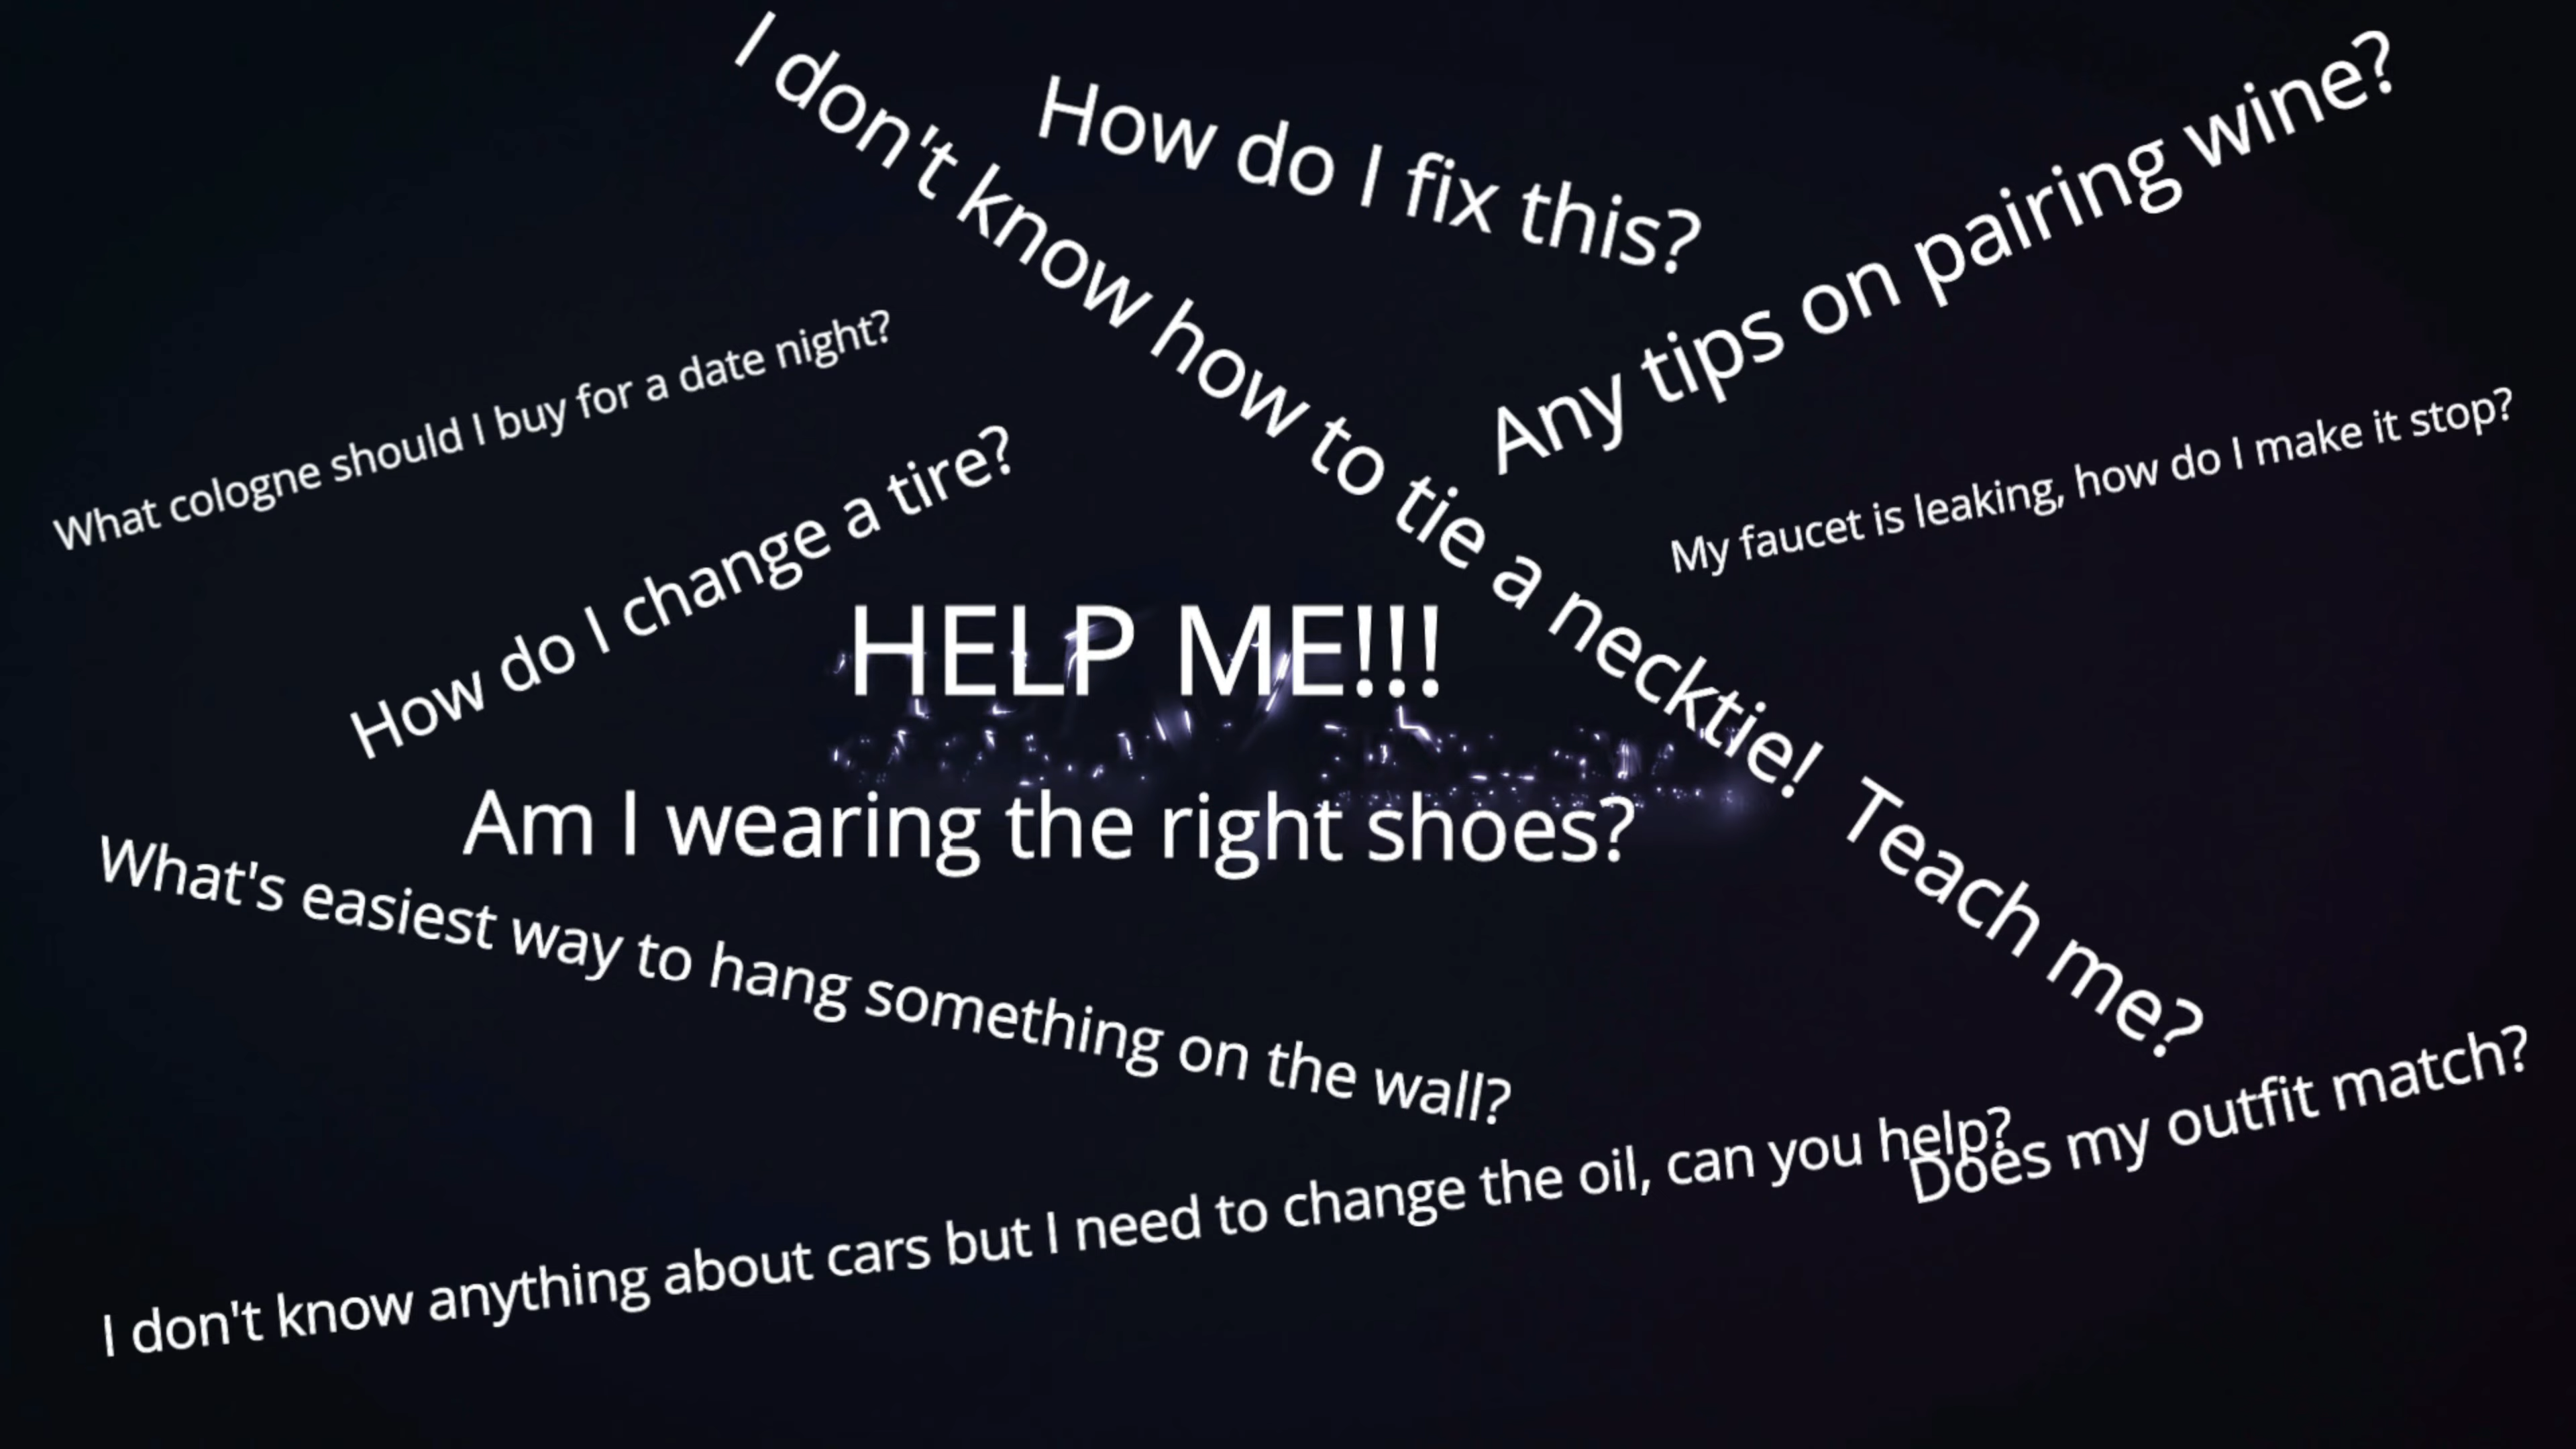 I don't know how to tie a necktie!  Teach me?
How do I fix this?
Any tips on pairing wine?
What cologne should I buy for a date night?
My faucet is leaking, how do I make it stop?
How do I change a tire?
HELP ME!!!
Am I wearing the right shoes?
What's easiest way to hang something on the wall?
Does my outfit match?
I don't know anything about cars but I need to change the oil, can you help?